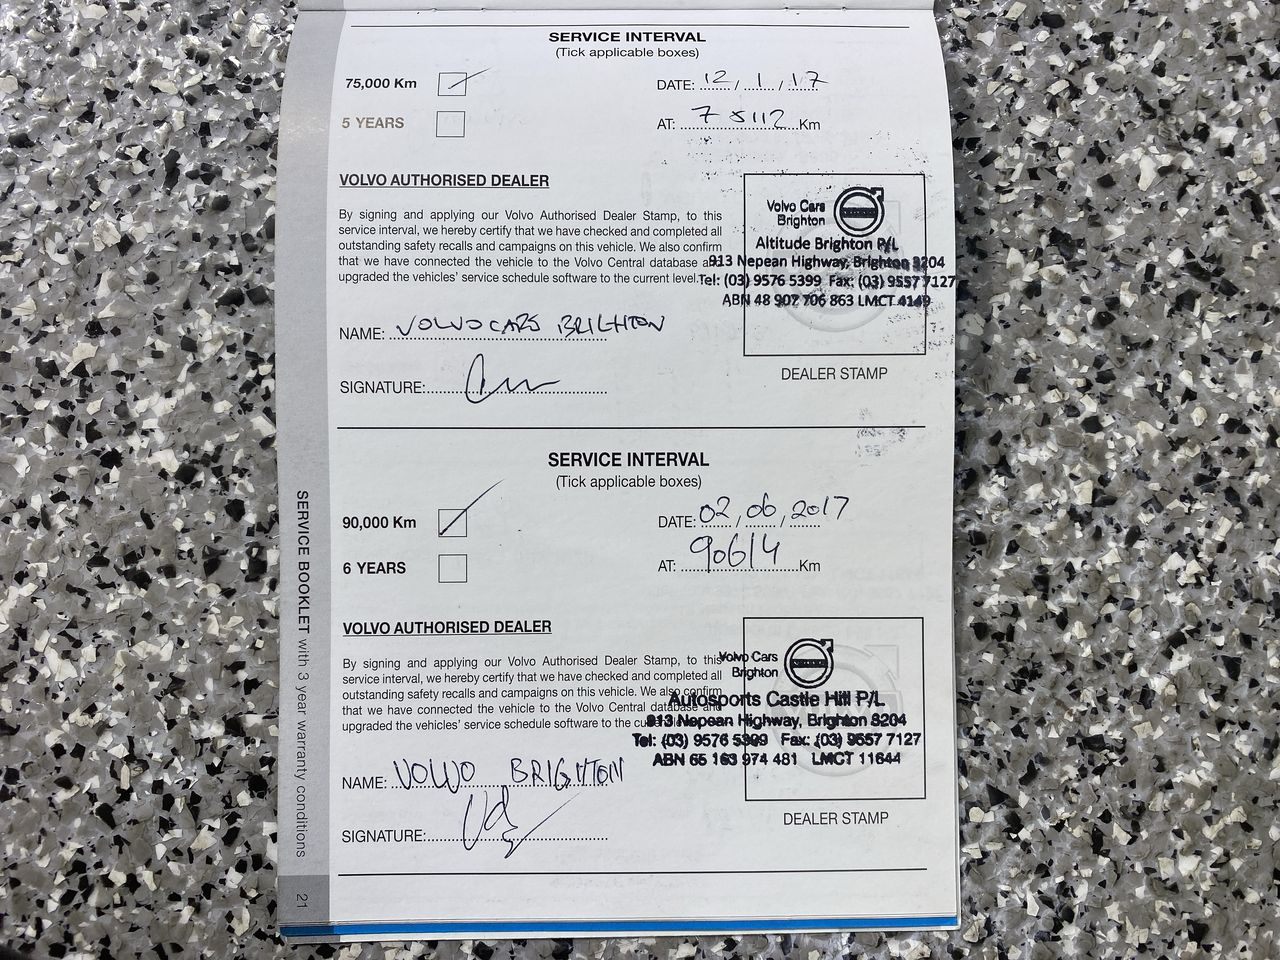 SERVICE INTERVAL
(Tick applicable boxes)
75,000 Km
DATE: 12 / 1 / 17
5 YEARS
AT: 75112 Km
VOLVO AUTHORISED DEALER
By signing and applying our Volvo Authorised Dealer Stamp, to this
service interval, we hereby certify that we have checked and completed all
outstanding safety recalls and campaigns on this vehicle. We also confirm
that we have connected the vehicle to the Volvo Central database and
upgraded the vehicles' service schedule software to the current level.
Volvo Cars
Brighton
Altitude Brighton P/L
913 Nepean Highway, Brighton 3204
Tel: (03) 9576 5399 Fax: (03) 9557 7127
ABN 48 907 706 863 LMCT 4149
NAME: VOLVO CARS BRIGHTON
SIGNATURE:
DEALER STAMP
SERVICE INTERVAL
(Tick applicable boxes)
90,000 Km
DATE: 02 / 06 / 2017
6 YEARS
AT: 90614 Km
VOLVO AUTHORISED DEALER
By signing and applying our Volvo Authorised Dealer Stamp, to this
service interval, we hereby certify that we have checked and completed all
outstanding safety recalls and campaigns on this vehicle. We also confirm
that we have connected the vehicle to the Volvo Central database and
upgraded the vehicles' service schedule software to the
Volvo Cars
Brighton
Autosports Castle Hill P/L
913 Nepean Highway, Brighton 3204
Tel: (03) 9576 5399 Fax: (03) 9557 7127
ABN 65 163 974 481 LMCT 11644
NAME: VOLVO BRIGHTON
SIGNATURE:
DEALER STAMP
SERVICE BOOKLET with 3 year warranty conditions
21